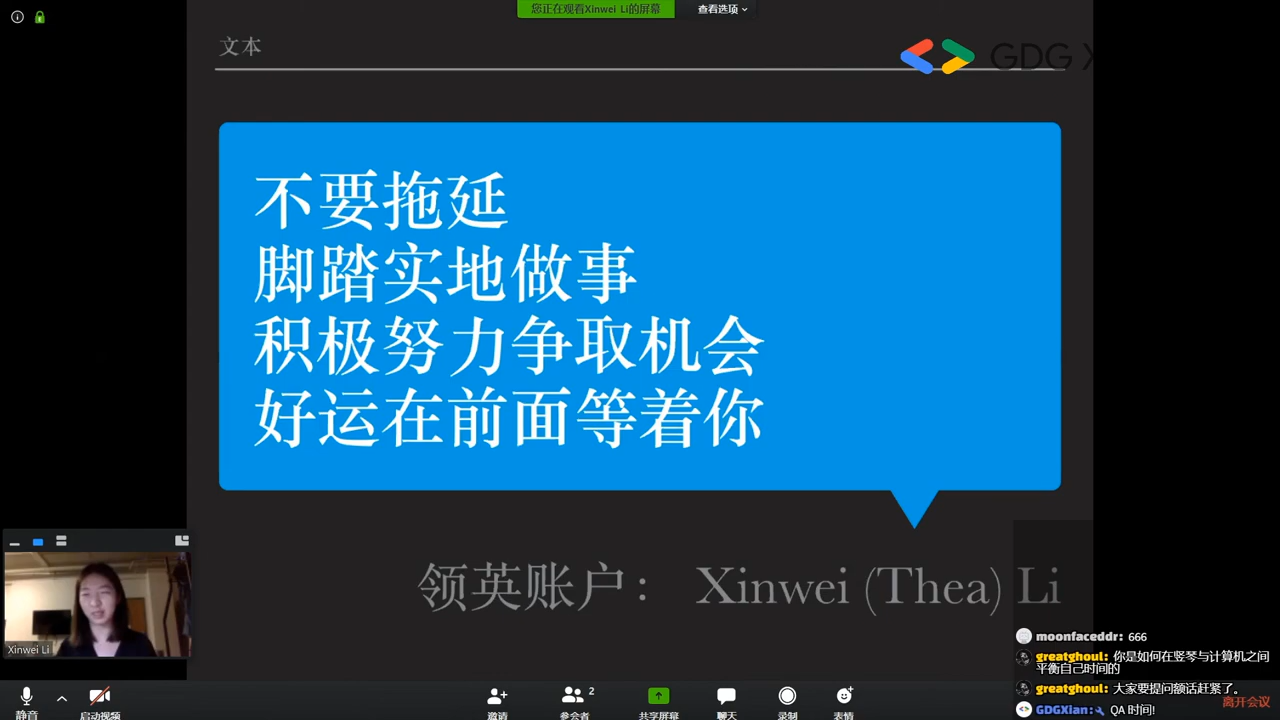 您正在观看Xinwei Li的屏幕
查看选项
文本
GDG X
不要拖延
脚踏实地做事
积极努力争取机会
好运在前面等着你
领英账户： Xinwei (Thea) Li
Xinwei Li
moonfaceddr: 666
greatghoul: 你是如何在竖琴与计算机之间
平衡自己时间的
greatghoul: 大家要提问额话赶紧了。
GDGXian: QA 时间!
离开会议
静音
启动视频
邀请
参会者
2
共享屏幕
聊天
录制
表情